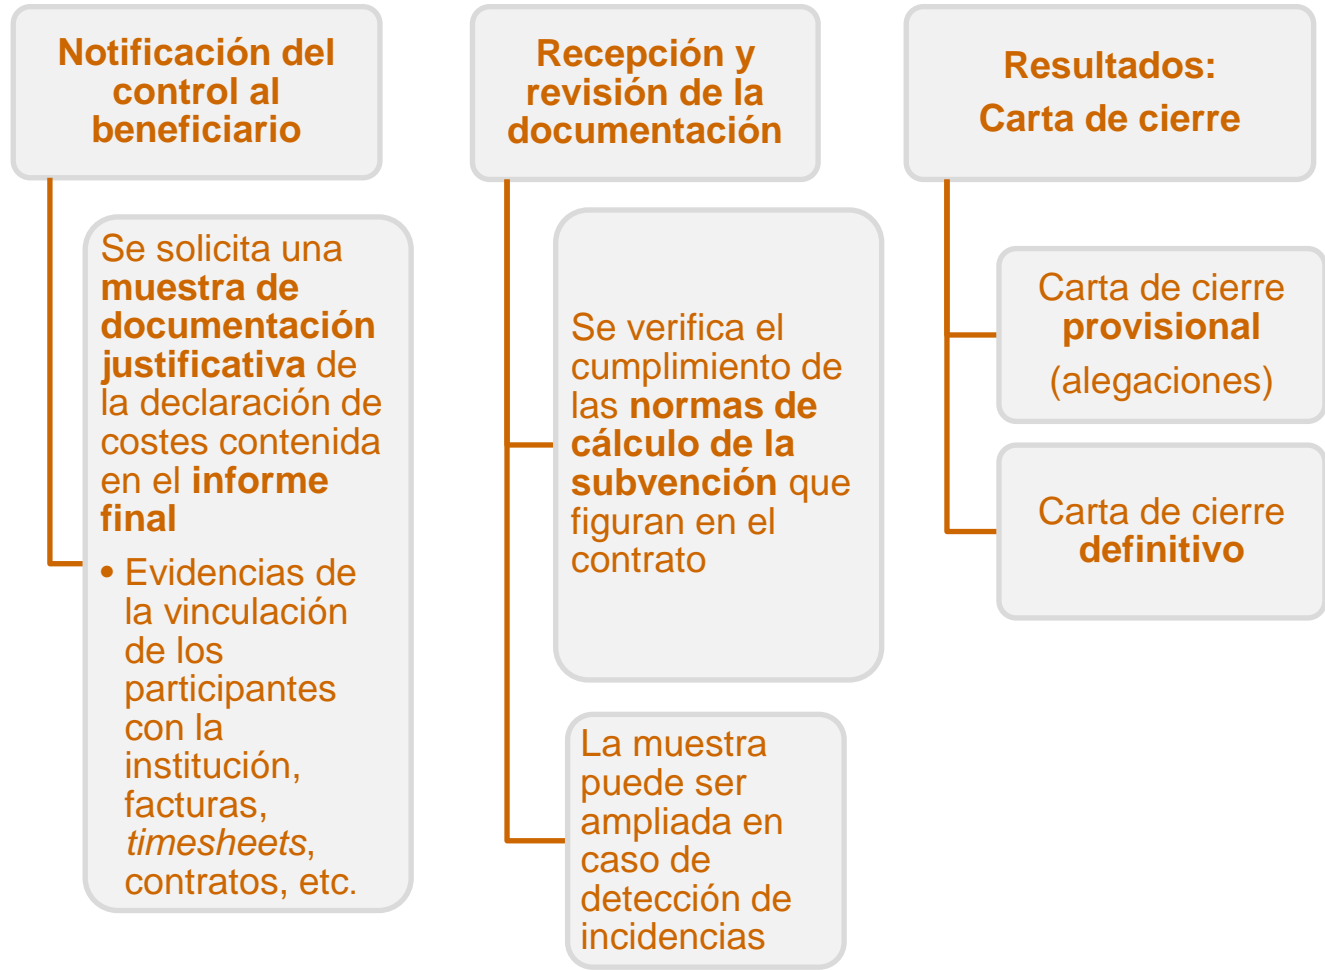 Notificación del
control al
beneficiario
Se solicita una
muestra de
documentación
justificativa de
la declaración de
costes contenida
en el informe
final
• Evidencias de
la vinculación
de los
participantes
con la
institución,
facturas,
timesheets,
contratos, etc.
Recepción y
revisión de la
documentación
Se verifica el
cumplimiento de
las normas de
cálculo de la
subvención que
figuran en el
contrato
La muestra
puede ser
ampliada en
caso de
detección de
incidencias
Resultados:
Carta de cierre
Carta de cierre
provisional
(alegaciones)
Carta de cierre
definitivo